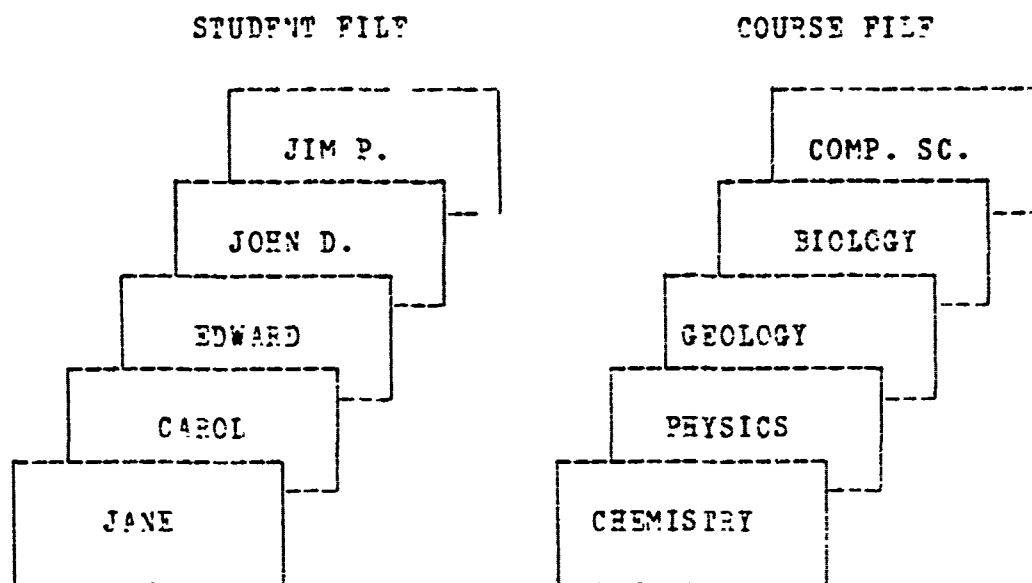 STUDENT FILE
COURSE FILE
JIM P.
COMP. SC.
JOHN D.
BIOLOGY
EDWARD
GEOLOGY
CAROL
PHYSICS
JANE
CHEMISTRY